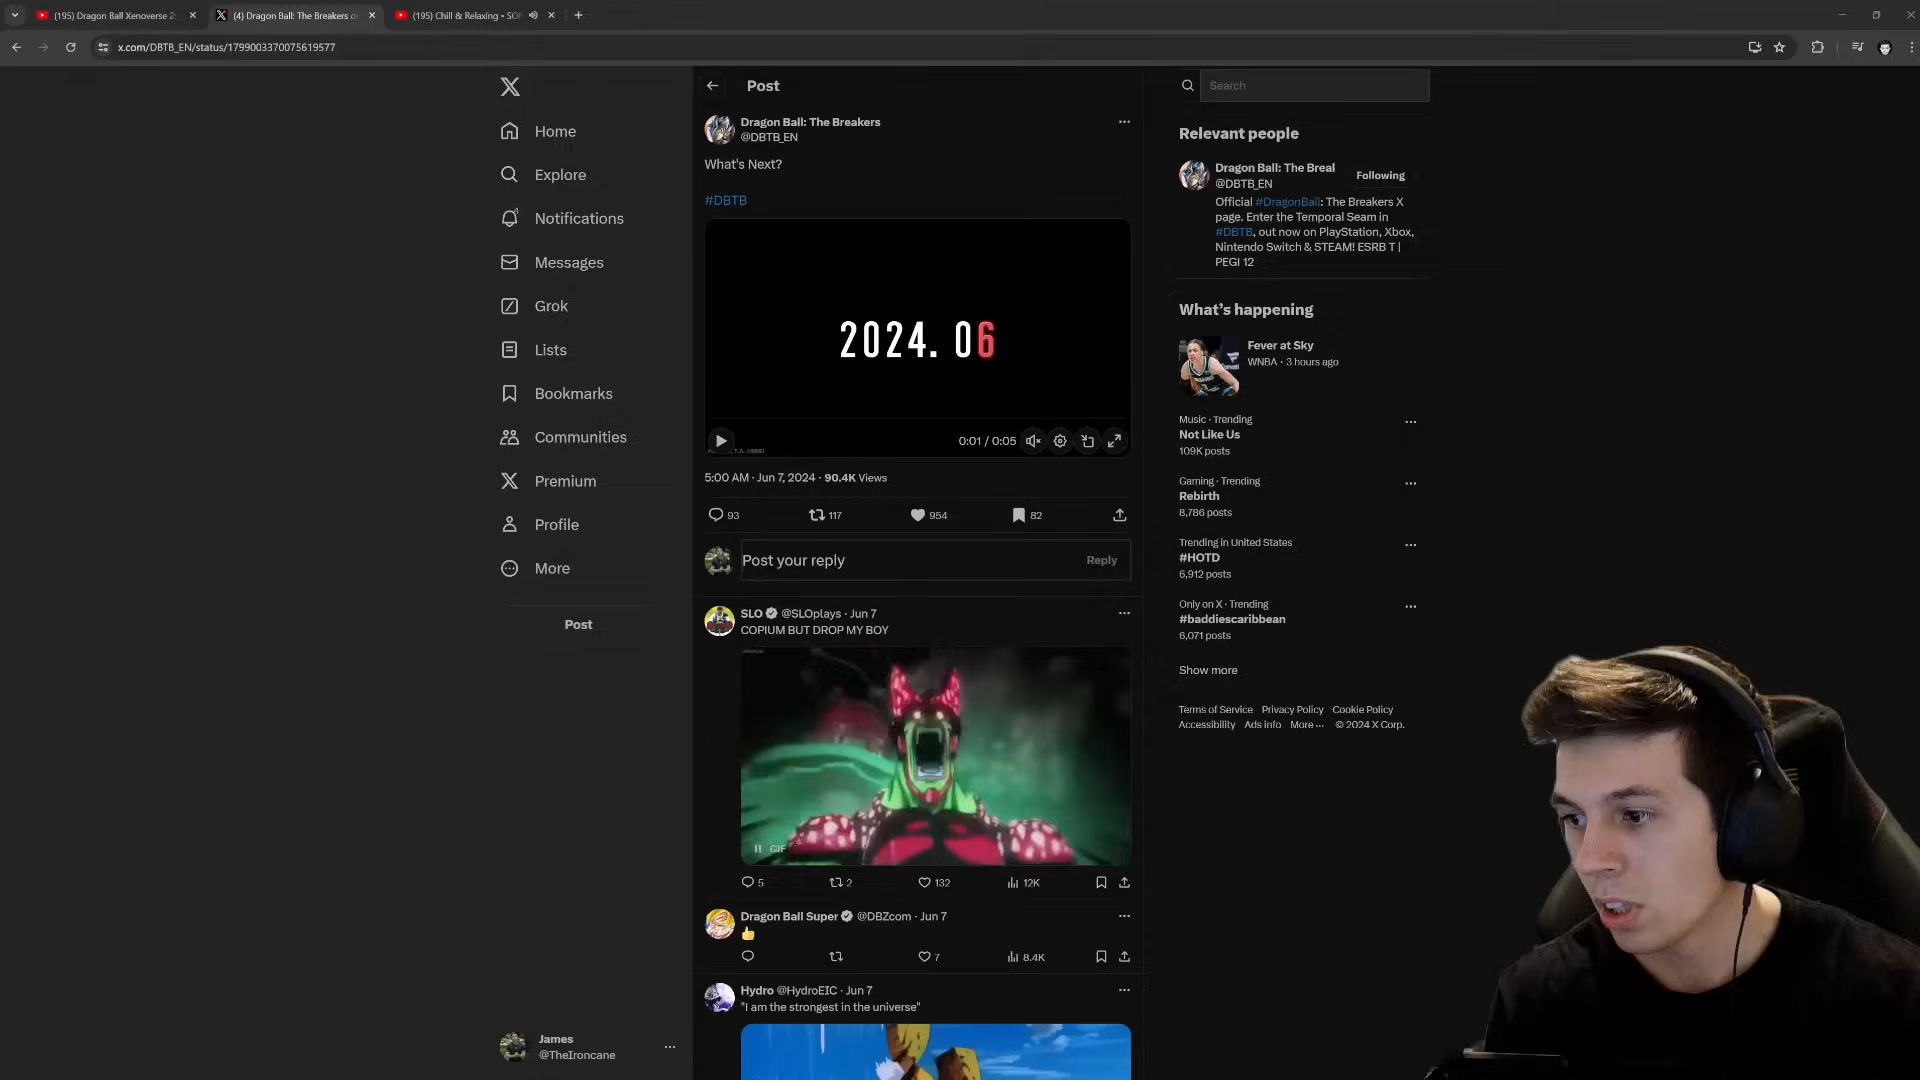 (195) Dragon Ball Xenoverse 2:
(4) Dragon Ball: The Breakers o
(195) Chill & Relaxing • SO
x.com/DBTB_EN/status/1799003370075619577
Home
Explore
Notifications
Messages
Grok
Lists
Bookmarks
Communities
Premium
Profile
More
Post
James
@TheIroncane
Post
Dragon Ball: The Breakers
@DBTB_EN
What's Next?
#DBTB
2024. 06
0:01 / 0:05
5:00 AM · Jun 7, 2024 · 90.4K Views
93 117 954 82
Post your reply
Reply
SLO @SLOplays · Jun 7
COPIUM BUT DROP MY BOY
GIF
5 2 132 12K
Dragon Ball Super @DBZcom · Jun 7
7 8.4K
Hydro @HydroEIC · Jun 7
"I am the strongest in the universe"
Search
Relevant people
Dragon Ball: The Breal
@DBTB_EN
Following
Official #DragonBall: The Breakers X
page. Enter the Temporal Seam in
#DBTB, out now on PlayStation, Xbox,
Nintendo Switch & STEAM! ESRB T |
PEGI 12
What's happening
Fever at Sky
WNBA · 3 hours ago
Music · Trending
Not Like Us
109K posts
Gaming · Trending
Rebirth
8,786 posts
Trending in United States
#HOTD
6,912 posts
Only on X · Trending
#baddiescaribbean
6,071 posts
Show more
Terms of Service Privacy Policy Cookie Policy
Accessibility Ads info More ··· © 2024 X Corp.